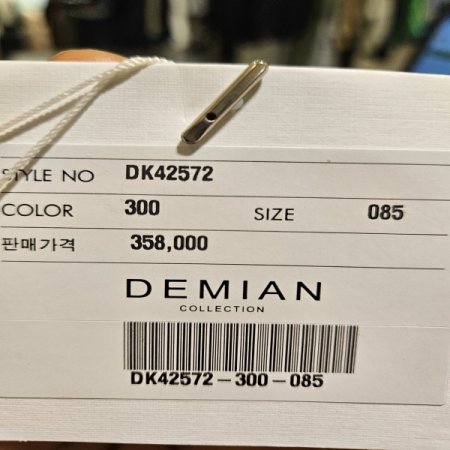 STYLE NO DK42572
COLOR 300 SIZE 085
판매가격 358,000
DEMIAN
COLLECTION
DK42572-300-085